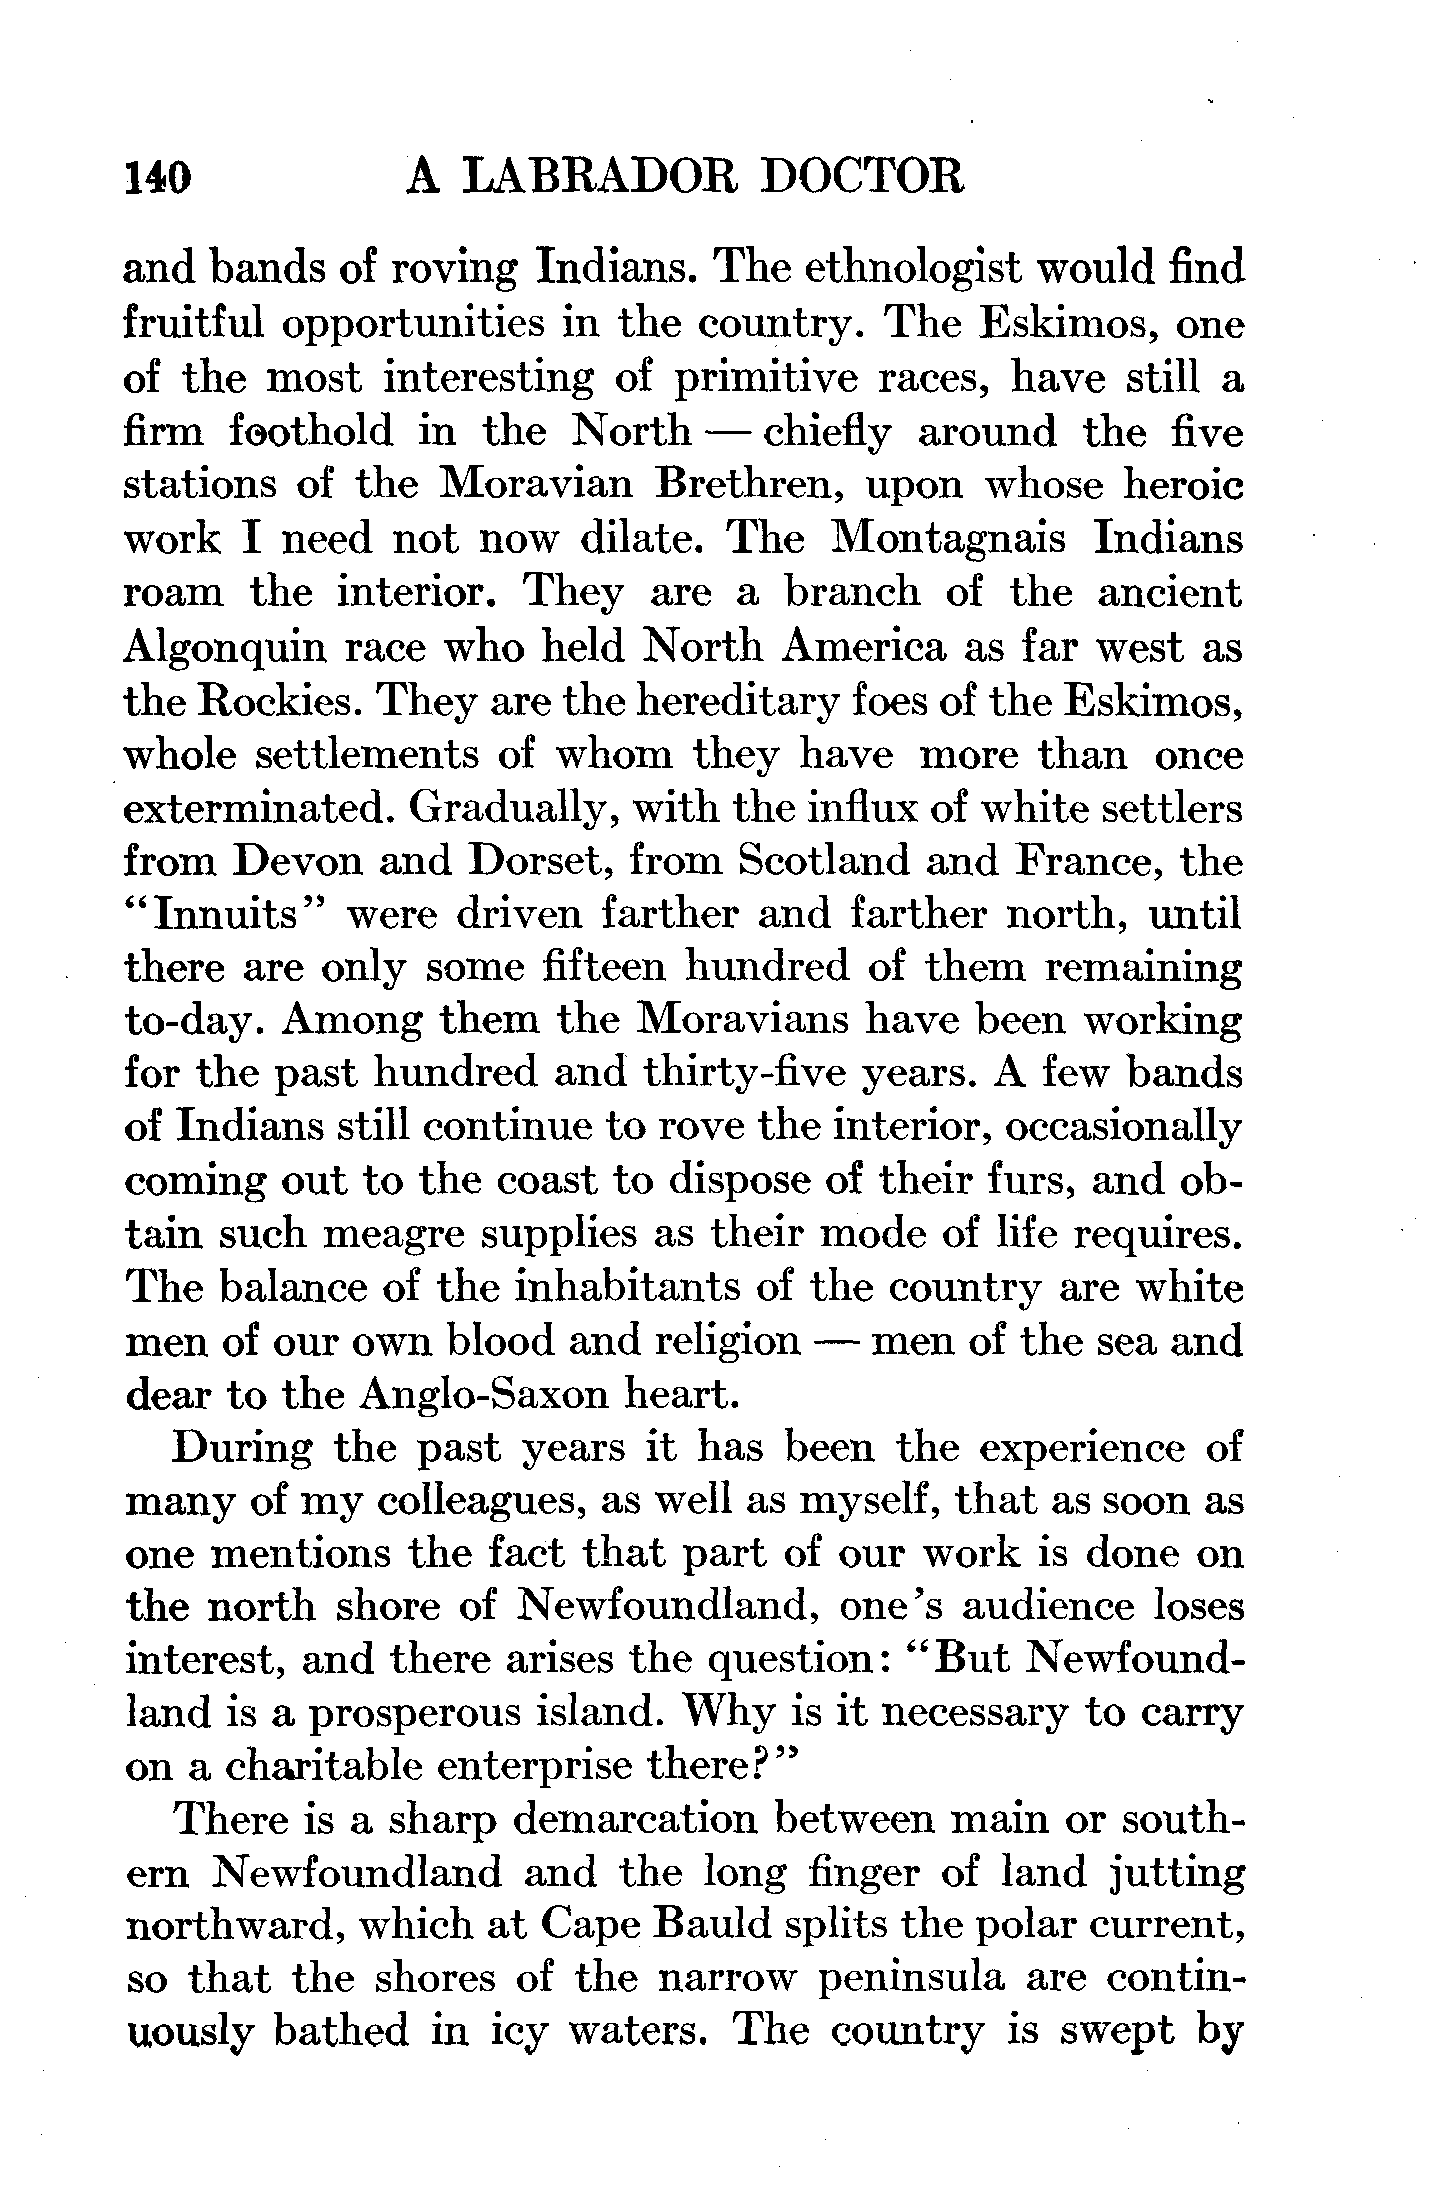 140 A LABRADOR DOCTOR
and bands of roving Indians. The ethnologist would find
fruitful opportunities in the country. The Eskimos, one
of the most interesting of primitive races, have still a
firm foothold in the North — chiefly around the five
stations of the Moravian Brethren, upon whose heroic
work I need not now dilate. The Montagnais Indians
roam the interior. They are a branch of the ancient
Algonquin race who held North America as far west as
the Rockies. They are the hereditary foes of the Eskimos,
whole settlements of whom they have more than once
exterminated. Gradually, with the influx of white settlers
from Devon and Dorset, from Scotland and France, the
“Innuits” were driven farther and farther north, until
there are only some fifteen hundred of them remaining
to-day. Among them the Moravians have been working
for the past hundred and thirty-five years. A few bands
of Indians still continue to rove the interior, occasionally
coming out to the coast to dispose of their furs, and ob-
tain such meagre supplies as their mode of life requires.
The balance of the inhabitants of the country are white
men of our own blood and religion — men of the sea and
dear to the Anglo-Saxon heart.
During the past years it has been the experience of
many of my colleagues, as well as myself, that as soon as
one mentions the fact that part of our work is done on
the north shore of Newfoundland, one’s audience loses
interest, and there arises the question: “But Newfound-
land is a prosperous island. Why is it necessary to carry
on a charitable enterprise there?”
There is a sharp demarcation between main or south-
ern Newfoundland and the long finger of land jutting
northward, which at Cape Bauld splits the polar current,
so that the shores of the narrow peninsula are contin-
uously bathed in icy waters. The country is swept by